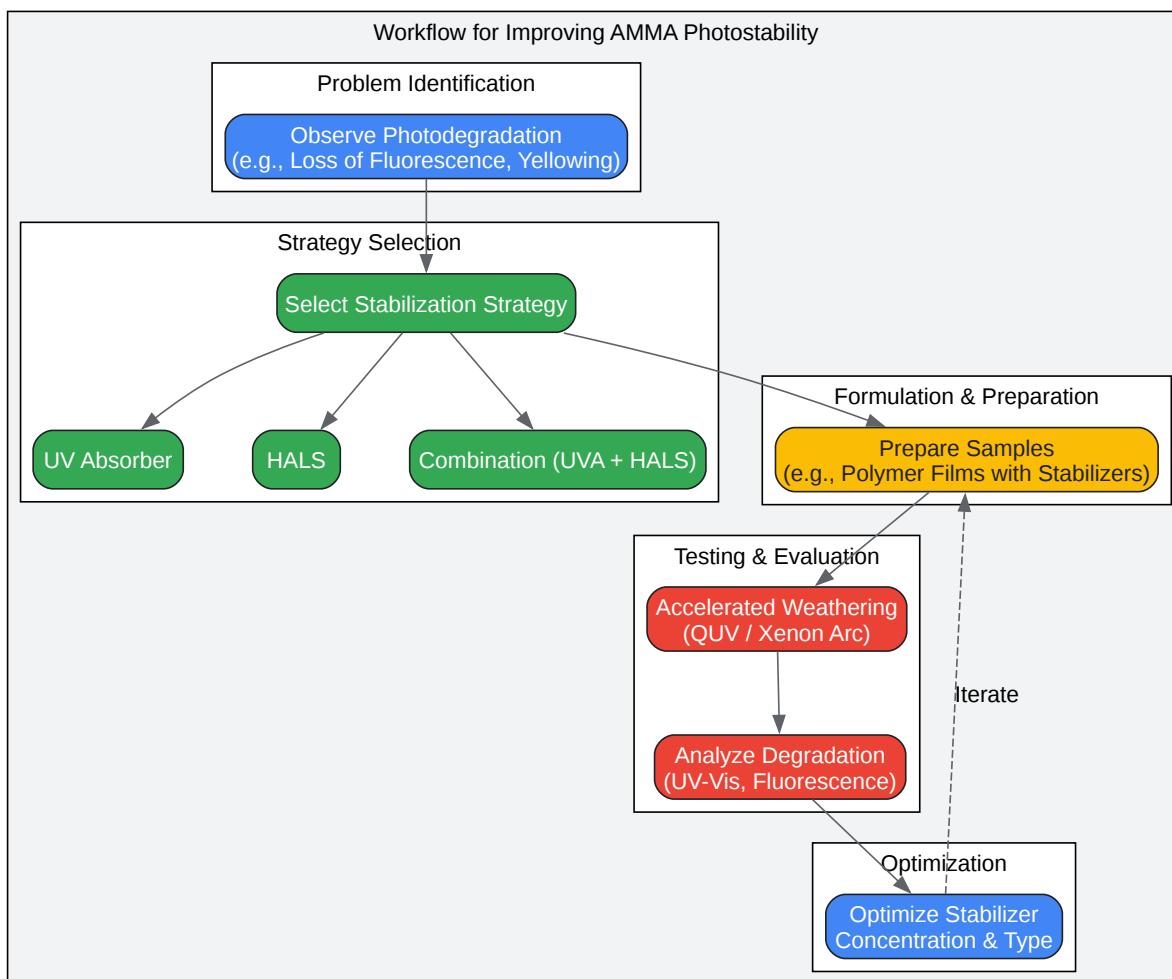 Workflow for Improving AMMA Photostability
Problem Identification
Observe Photodegradation
(e.g., Loss of Fluorescence, Yellowing)
Strategy Selection
Select Stabilization Strategy
UV Absorber
HALS
Combination (UVA + HALS)
Formulation & Preparation
Prepare Samples
(e.g., Polymer Films with Stabilizers)
Testing & Evaluation
Accelerated Weathering
(QUV / Xenon Arc)
Iterate
Analyze Degradation
(UV-Vis, Fluorescence)
Optimization
Optimize Stabilizer
Concentration & Type